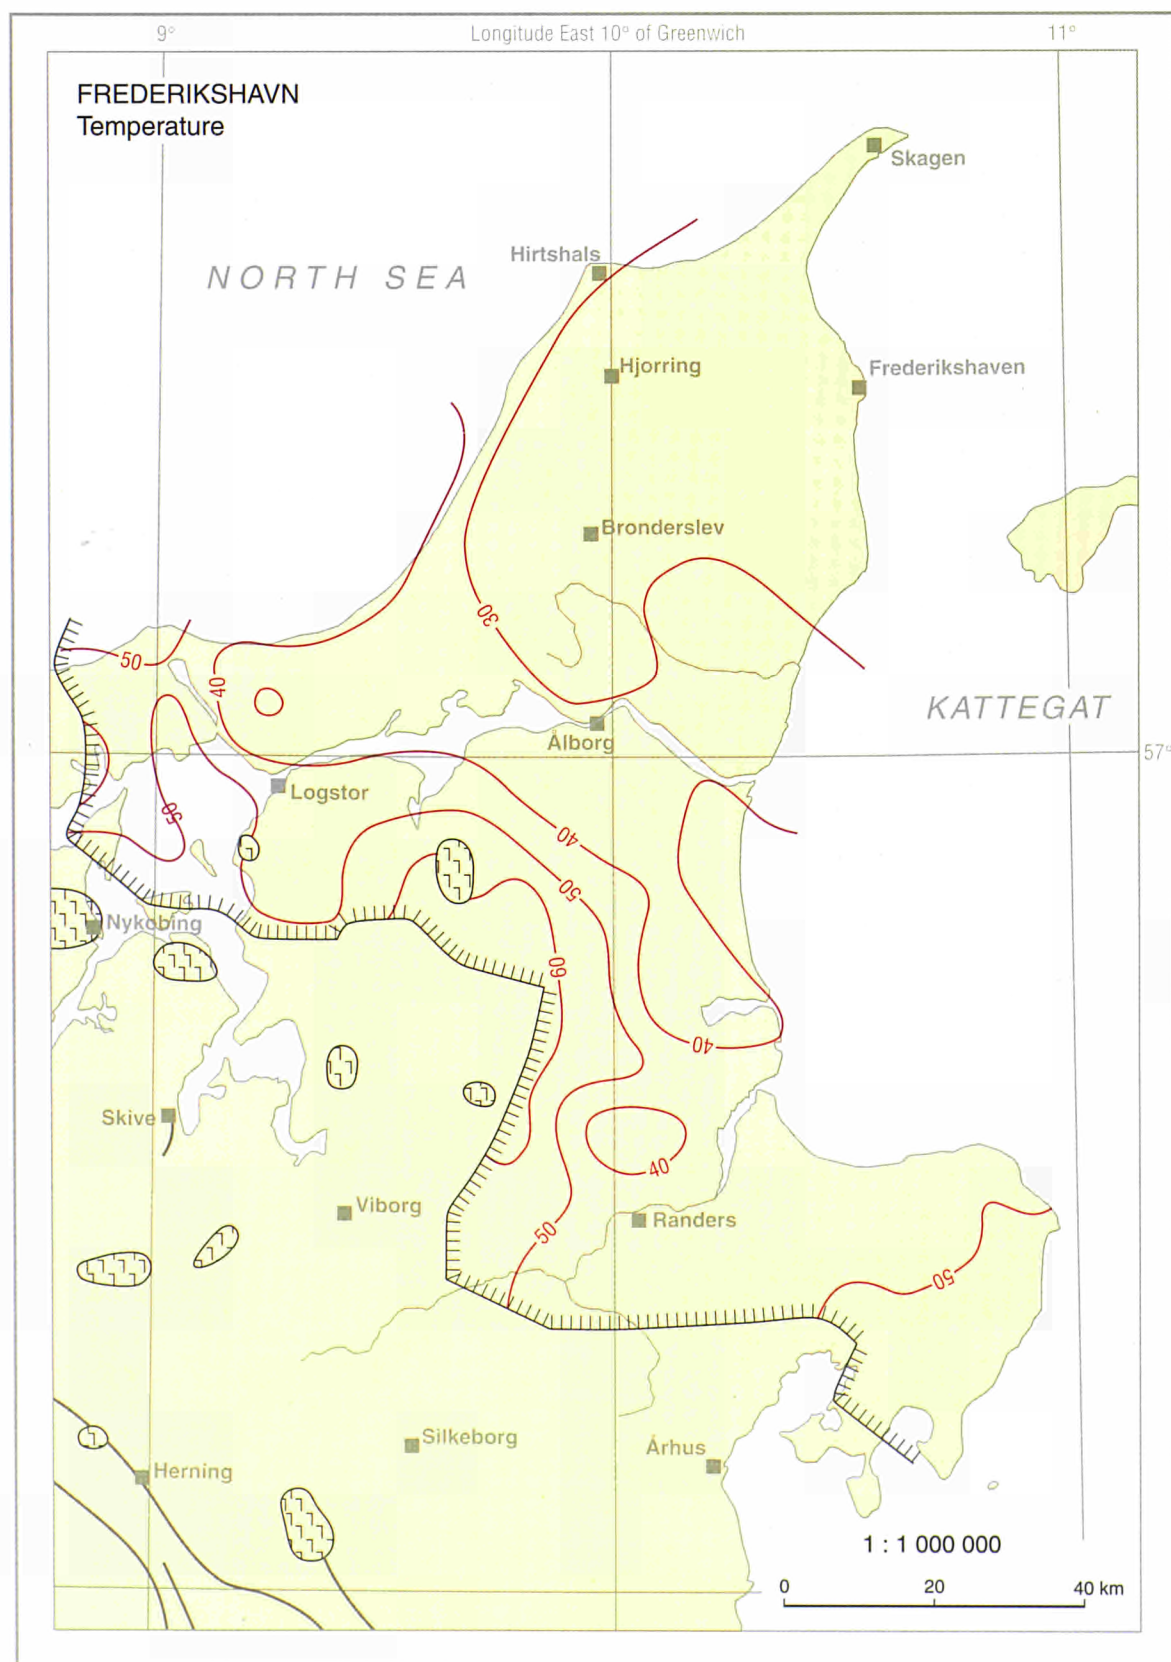 9°
Longitude East 10° of Greenwich
11°
FREDERIKSHAVN
Temperature
Skagen
Hirtshals
NORTH SEA
Hjorring
Frederikshaven
Bronderslev
30
50
40
KATTEGAT
Ålborg
57°
Logstor
50
40
50
Nykobing
60
40
Skive
40
Viborg
Randers
50
50
Silkeborg
Århus
Herning
1 : 1 000 000
0 20 40 km